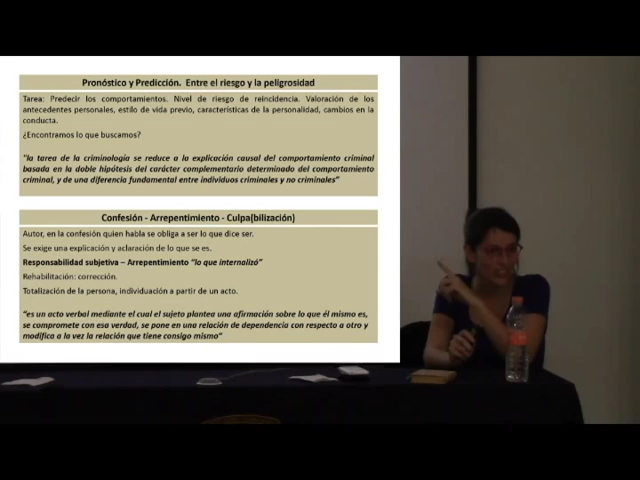 Pronóstico y Predicción. Entre el riesgo y la peligrosidad
Tarea: Predecir los comportamientos. Nivel de riesgo de reincidencia. Valoración de los
antecedentes personales, estilo de vida previo, características de la personalidad, cambios en la
conducta.
¿Encontramos lo que buscamos?
"la tarea de la criminología se reduce a la explicación causal del comportamiento criminal
basada en la doble hipótesis del carácter complementario determinado del comportamiento
criminal, y de una diferencia fundamental entre individuos criminales y no criminales"
Confesión - Arrepentimiento - Culpa(bilización)
Autor, en la confesión quien habla se obliga a ser lo que dice ser.
Se exige una explicación y aclaración de lo que se es.
Responsabilidad subjetiva – Arrepentimiento "lo que internalizó"
Rehabilitación: corrección.
Totalización de la persona, individuación a partir de un acto.
"es un acto verbal mediante el cual el sujeto plantea una afirmación sobre lo que él mismo es,
se compromete con esa verdad, se pone en una relación de dependencia con respecto a otro y
modifica a la vez la relación que tiene consigo mismo"